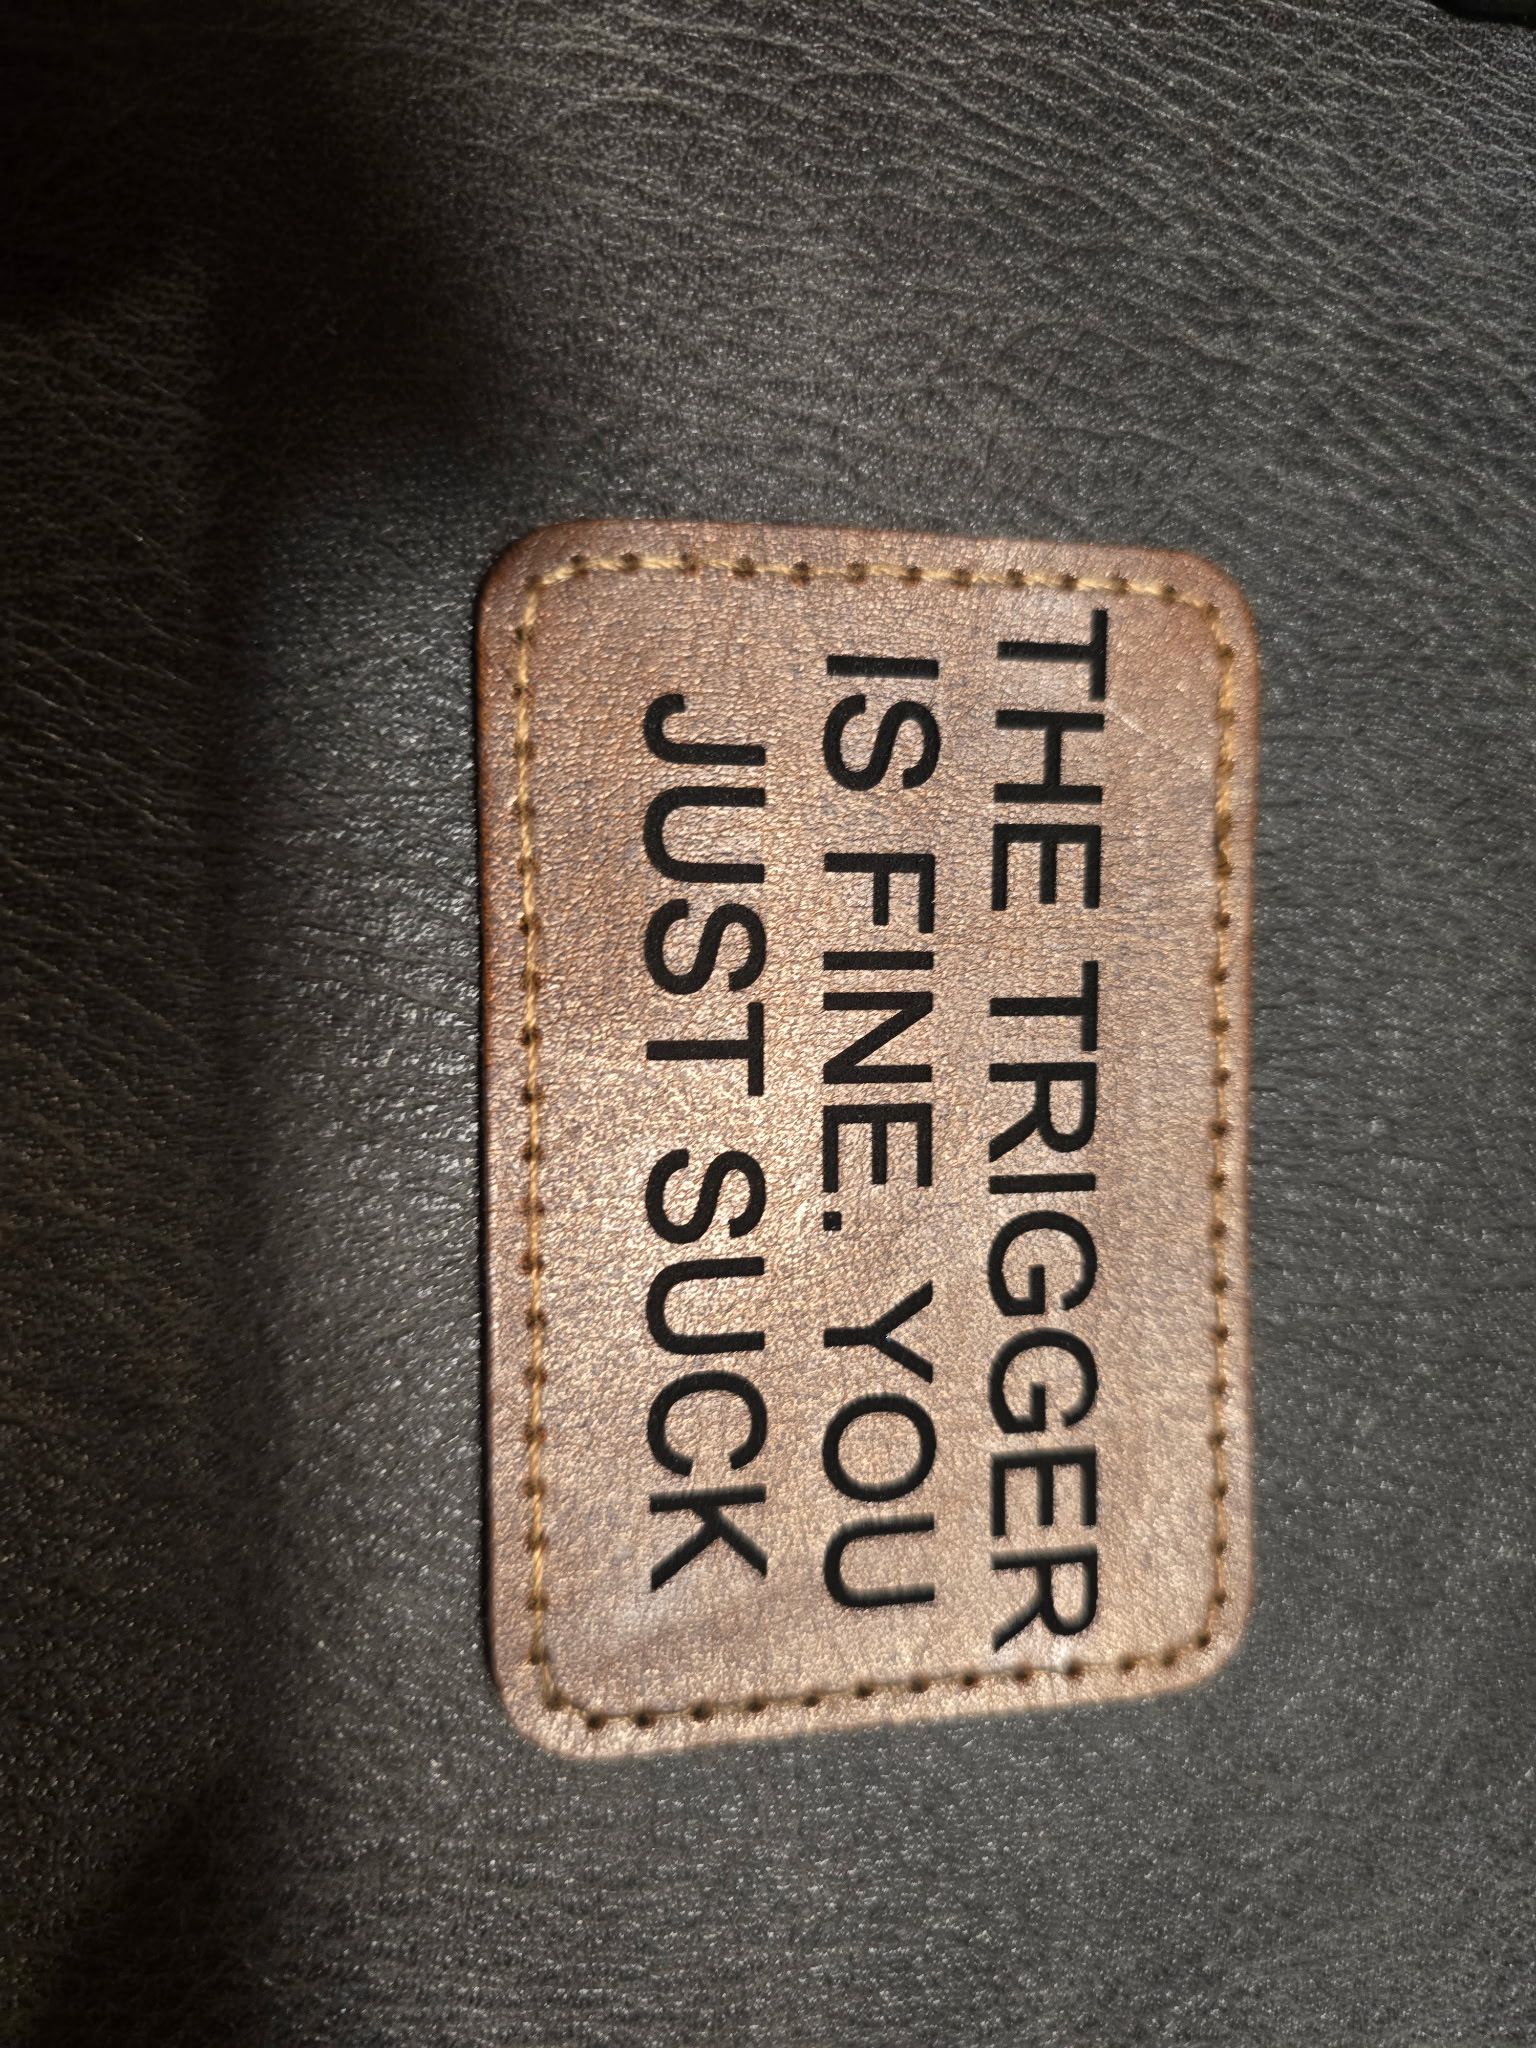 THE TRIGGER
IS FINE. YOU
JUST SUCK